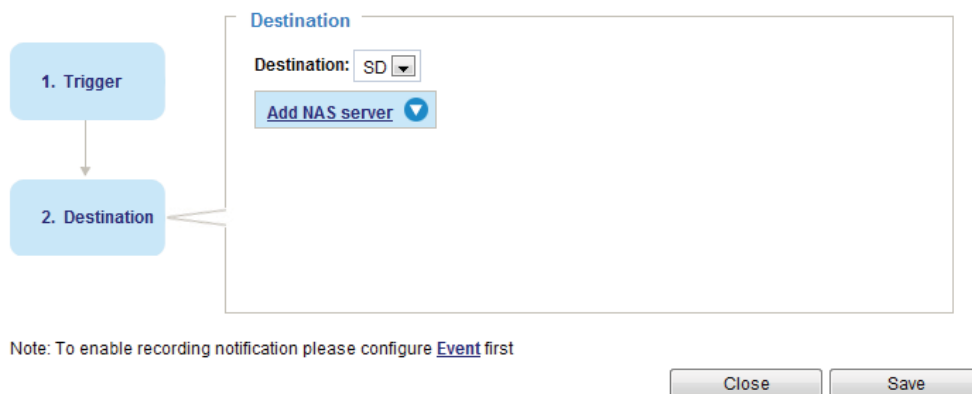 Destination
1. Trigger
Destination: SD
Add NAS server
2. Destination
Note: To enable recording notification please configure Event first
Close
Save